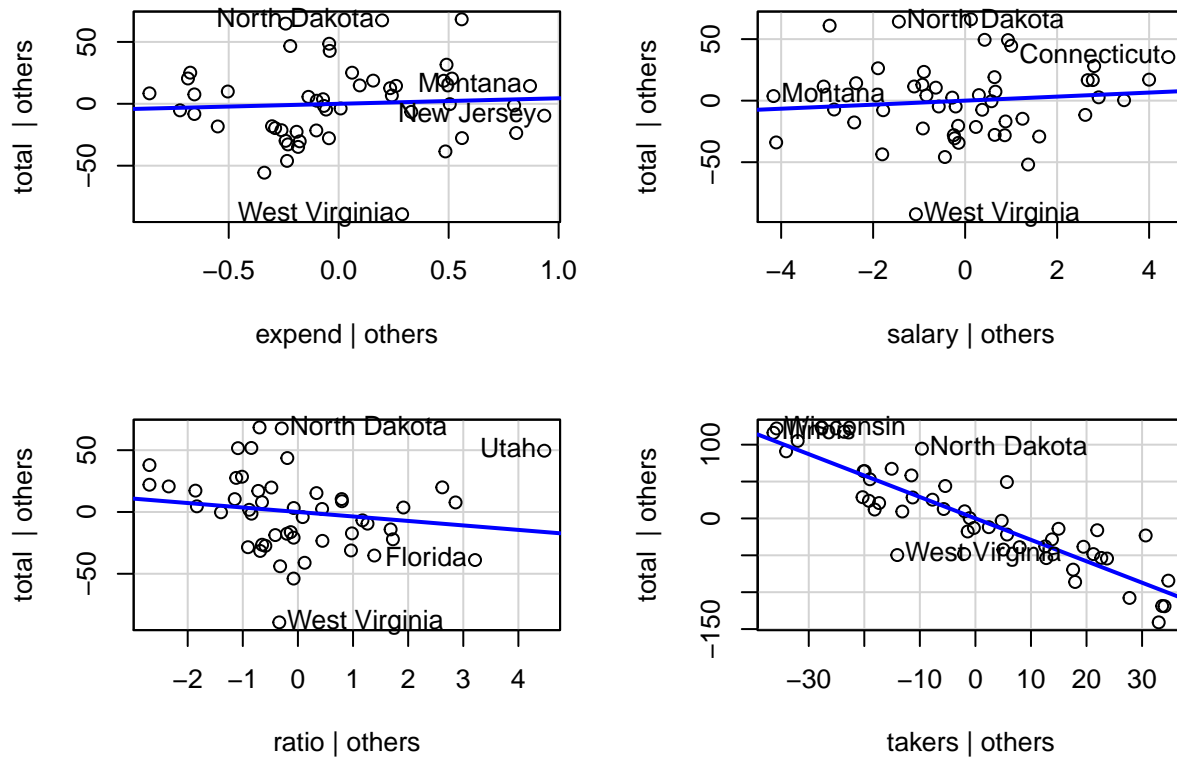 North Dakota
Montana
New Jersey
West Virginia
50
0
−50
total | others
−0.5
0.0
0.5
1.0
expend | others
North Dakota
Connecticut
Montana
West Virginia
50
0
−50
total | others
−4
−2
0
2
4
salary | others
North Dakota
Utah
Florida
West Virginia
50
0
−50
total | others
−2
−1
0
1
2
3
4
ratio | others
Wisconsin
Illinois
North Dakota
West Virginia
100
0
−150
total | others
−30
−10
0
10
20
30
takers | others